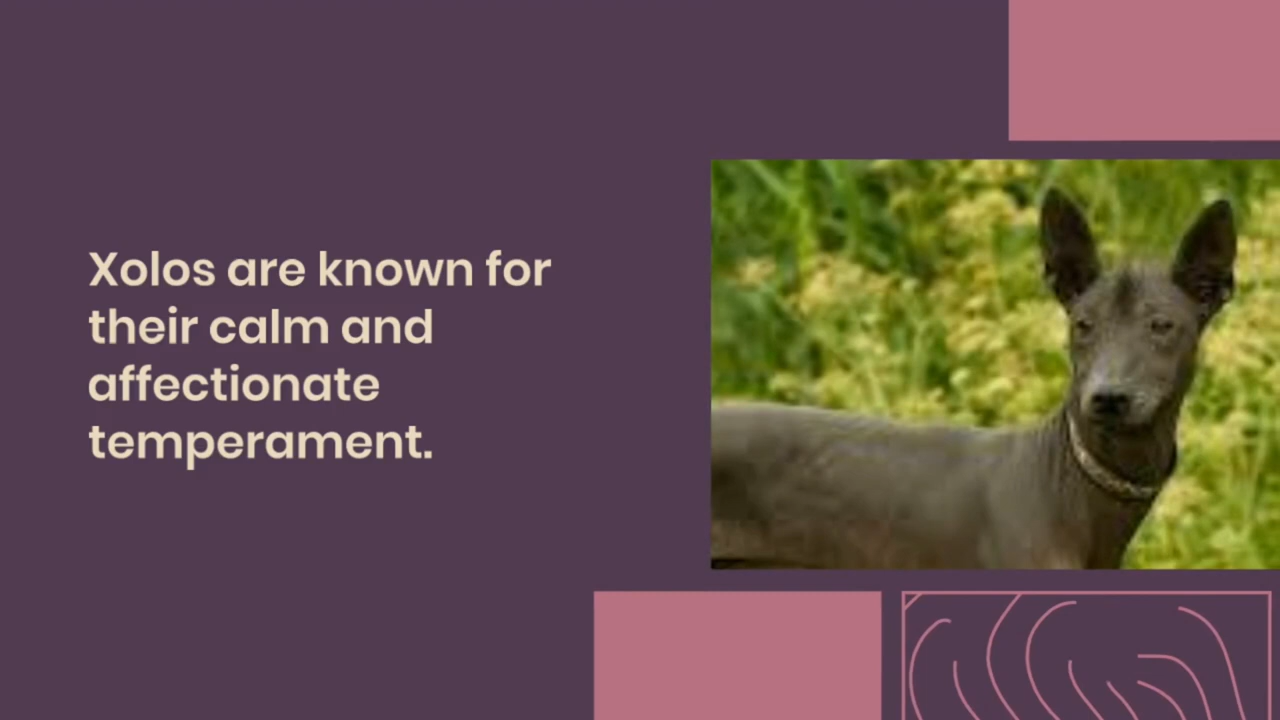 Xolos are known for
their calm and
affectionate
temperament.